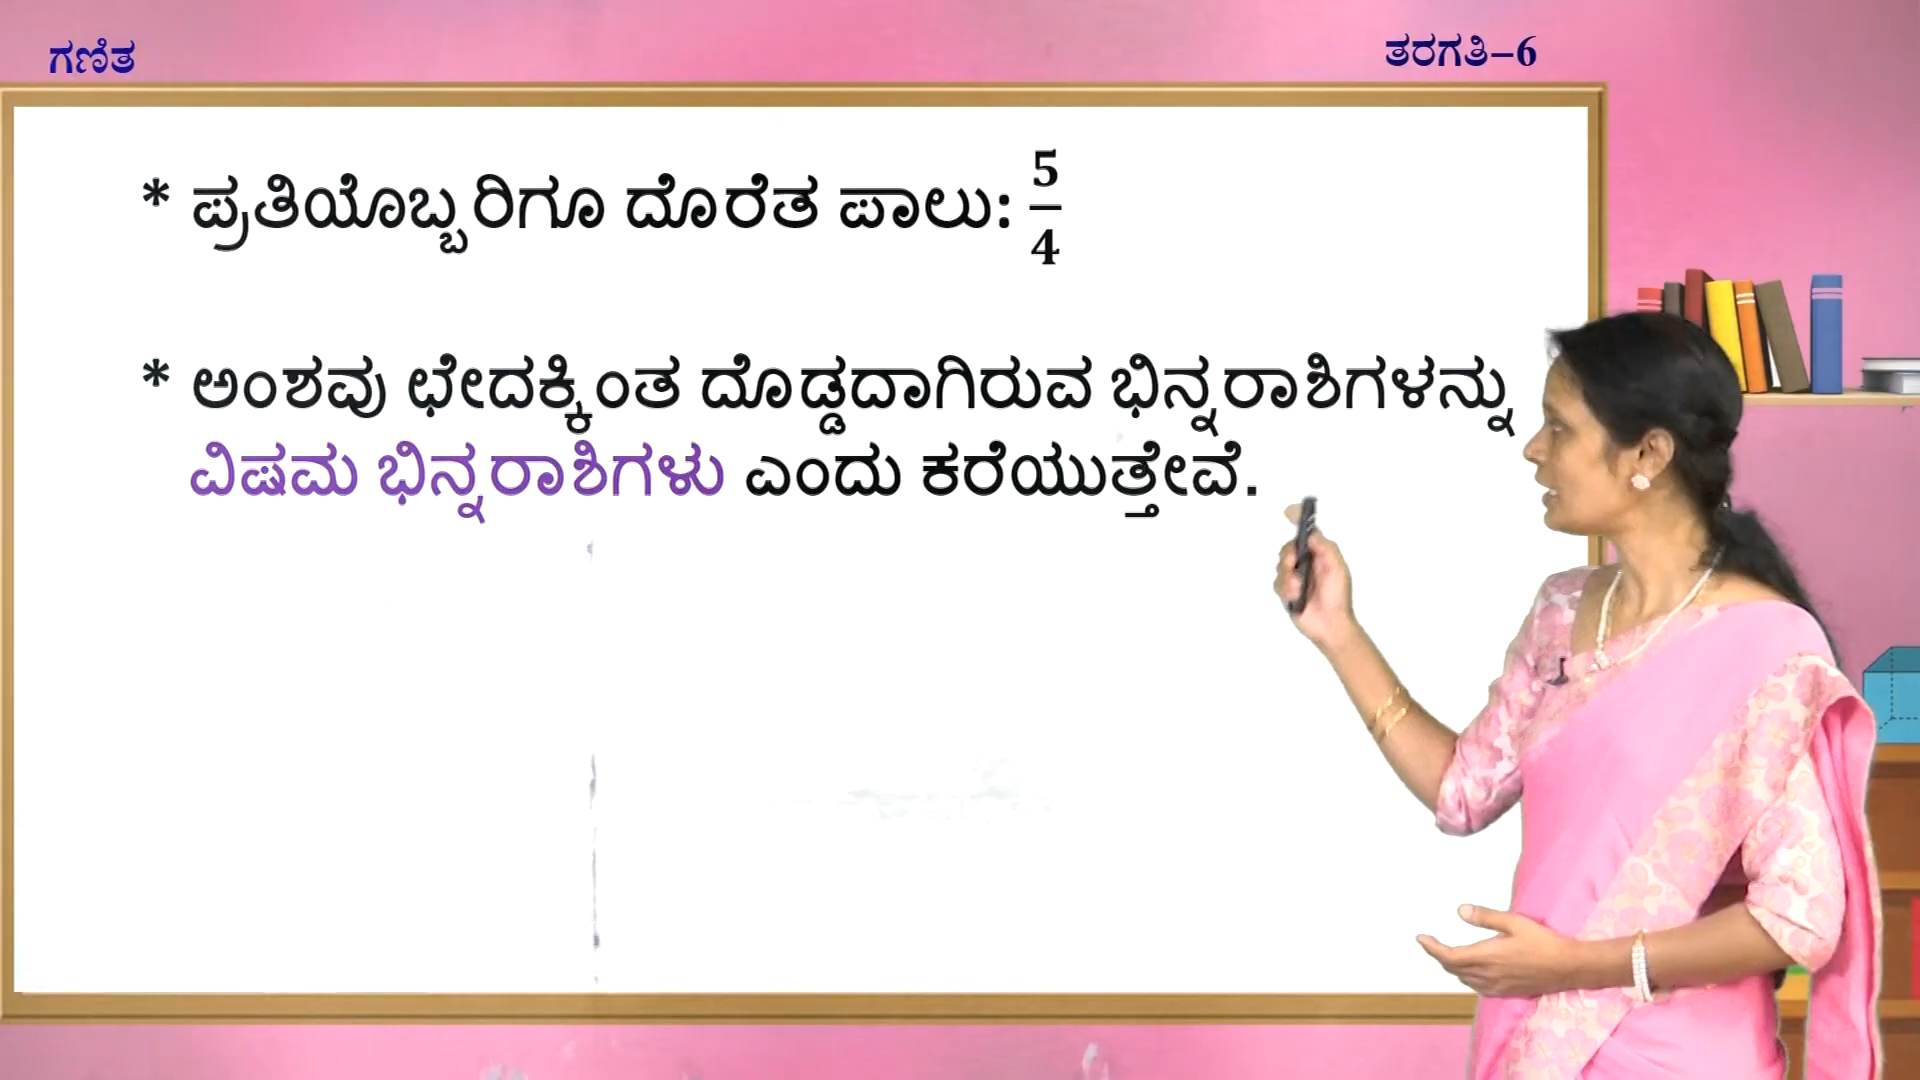 ಗಣಿತ
ತರಗತಿ–6
* ಪ್ರತಿಯೊಬ್ಬರಿಗೂ ದೊರೆತ ಪಾಲು: 5/4
* ಅಂಶವು ಛೇದಕ್ಕಿಂತ ದೊಡ್ಡದಾಗಿರುವ ಭಿನ್ನರಾಶಿಗಳನ್ನು
ವಿಷಮ ಭಿನ್ನರಾಶಿಗಳು ಎಂದು ಕರೆಯುತ್ತೇವೆ.